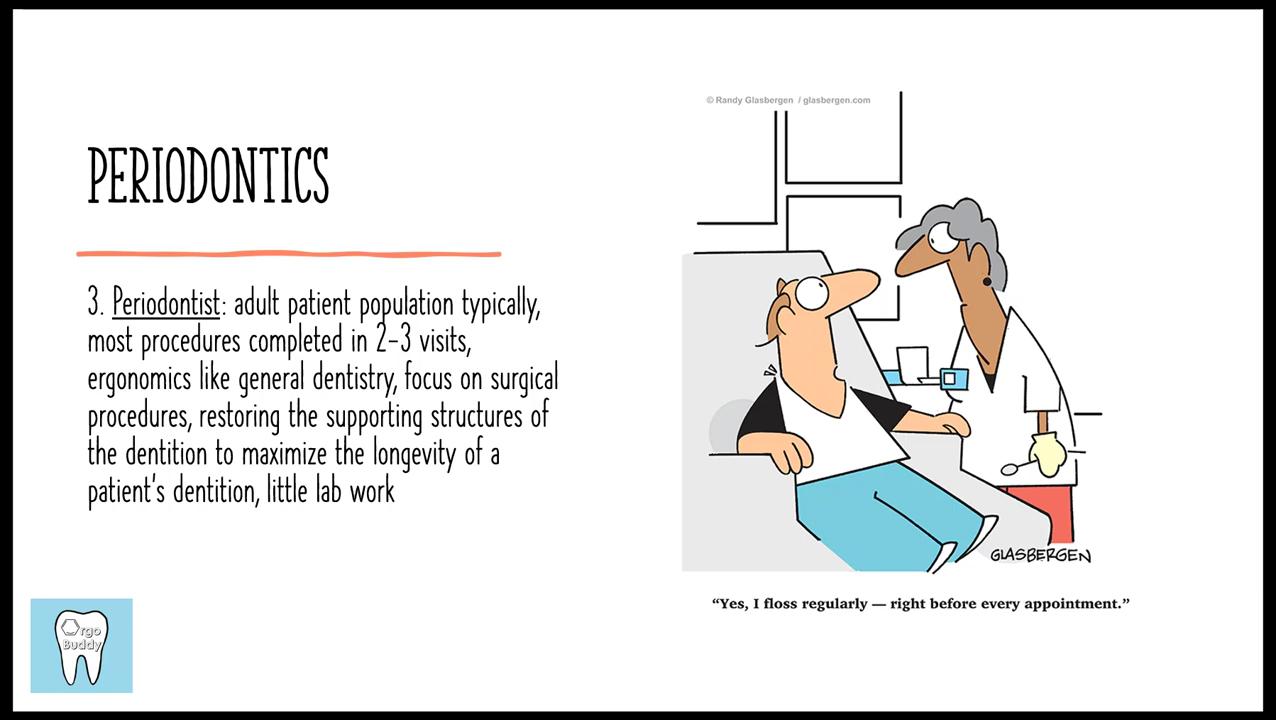 © Randy Glasbergen / glasbergen.com
PERIODONTICS
3. Periodontist: adult patient population typically,
most procedures completed in 2-3 visits,
ergonomics like general dentistry, focus on surgical
procedures, restoring the supporting structures of
the dentition to maximize the longevity of a
patient's dentition, little lab work
GLASBERGEN
“Yes, I floss regularly — right before every appointment.”
Orgo
Buddy